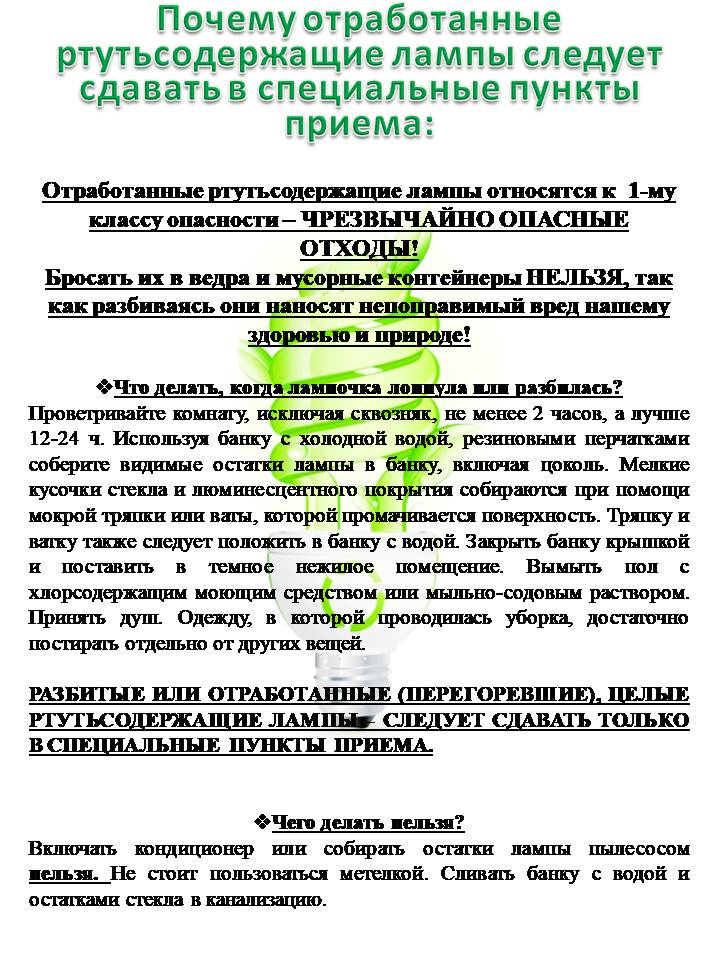 Почему отработанные
ртутьсодержащие лампы следует
сдавать в специальные пункты
приема:
Отработанные ртутьсодержащие лампы относятся к 1-му
классу опасности – ЧРЕЗВЫЧАЙНО ОПАСНЫЕ
ОТХОДЫ!
Бросать их в ведра и мусорные контейнеры НЕЛЬЗЯ, так
как разбиваясь они наносят непоправимый вред нашему
здоровью и природе!
❖Что делать, когда лампочка лопнула или разбилась?
Проветривайте комнату, исключая сквозняк, не менее 2 часов, а лучше
12-24 ч. Используя банку с холодной водой, резиновыми перчатками
соберите видимые остатки лампы в банку, включая цоколь. Мелкие
кусочки стекла и люминесцентного покрытия собираются при помощи
мокрой тряпки или ваты, которой промачивается поверхность. Тряпку и
ватку также следует положить в банку с водой. Закрыть банку крышкой
и поставить в темное нежилое помещение. Вымыть пол с
хлорсодержащим моющим средством или мыльно-содовым раствором.
Принять душ. Одежду, в которой проводилась уборка, достаточно
постирать отдельно от других вещей.
РАЗБИТЫЕ ИЛИ ОТРАБОТАННЫЕ (ПЕРЕГОРЕВШИЕ), ЦЕЛЫЕ
РТУТЬСОДЕРЖАЩИЕ ЛАМПЫ – СЛЕДУЕТ СДАВАТЬ ТОЛЬКО
В СПЕЦИАЛЬНЫЕ ПУНКТЫ ПРИЕМА.
❖Чего делать нельзя?
Включать кондиционер или собирать остатки лампы пылесосом
нельзя. Не стоит пользоваться метелкой. Сливать банку с водой и
остатками стекла в канализацию.